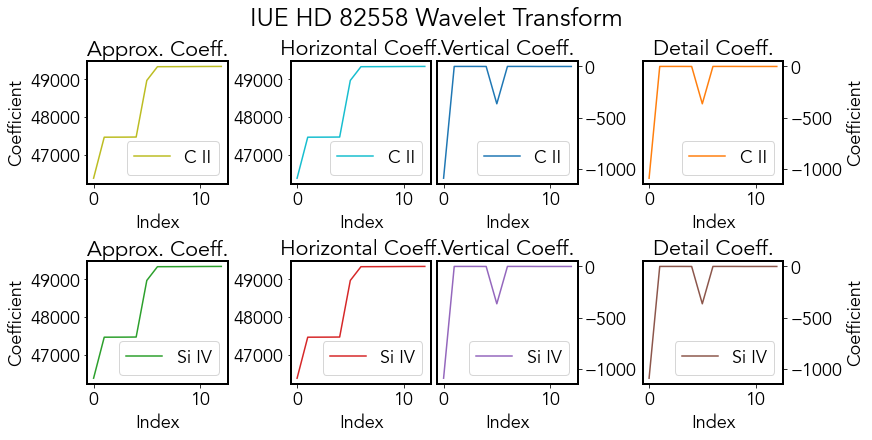 IUE HD 82558 Wavelet Transform
Approx. Coeff. Horizontal Coeff. Vertical Coeff. Detail Coeff.
49000 49000 0 0
48000 48000 −500 −500
47000 47000 −1000 −1000
Coefficient Coefficient
C II C II C II C II
0 10 0 10 0 10 0 10
Index Index Index Index
Approx. Coeff. Horizontal Coeff. Vertical Coeff. Detail Coeff.
49000 49000 0 0
48000 48000 −500 −500
47000 47000 −1000 −1000
Coefficient Coefficient
Si IV Si IV Si IV Si IV
0 10 0 10 0 10 0 10
Index Index Index Index